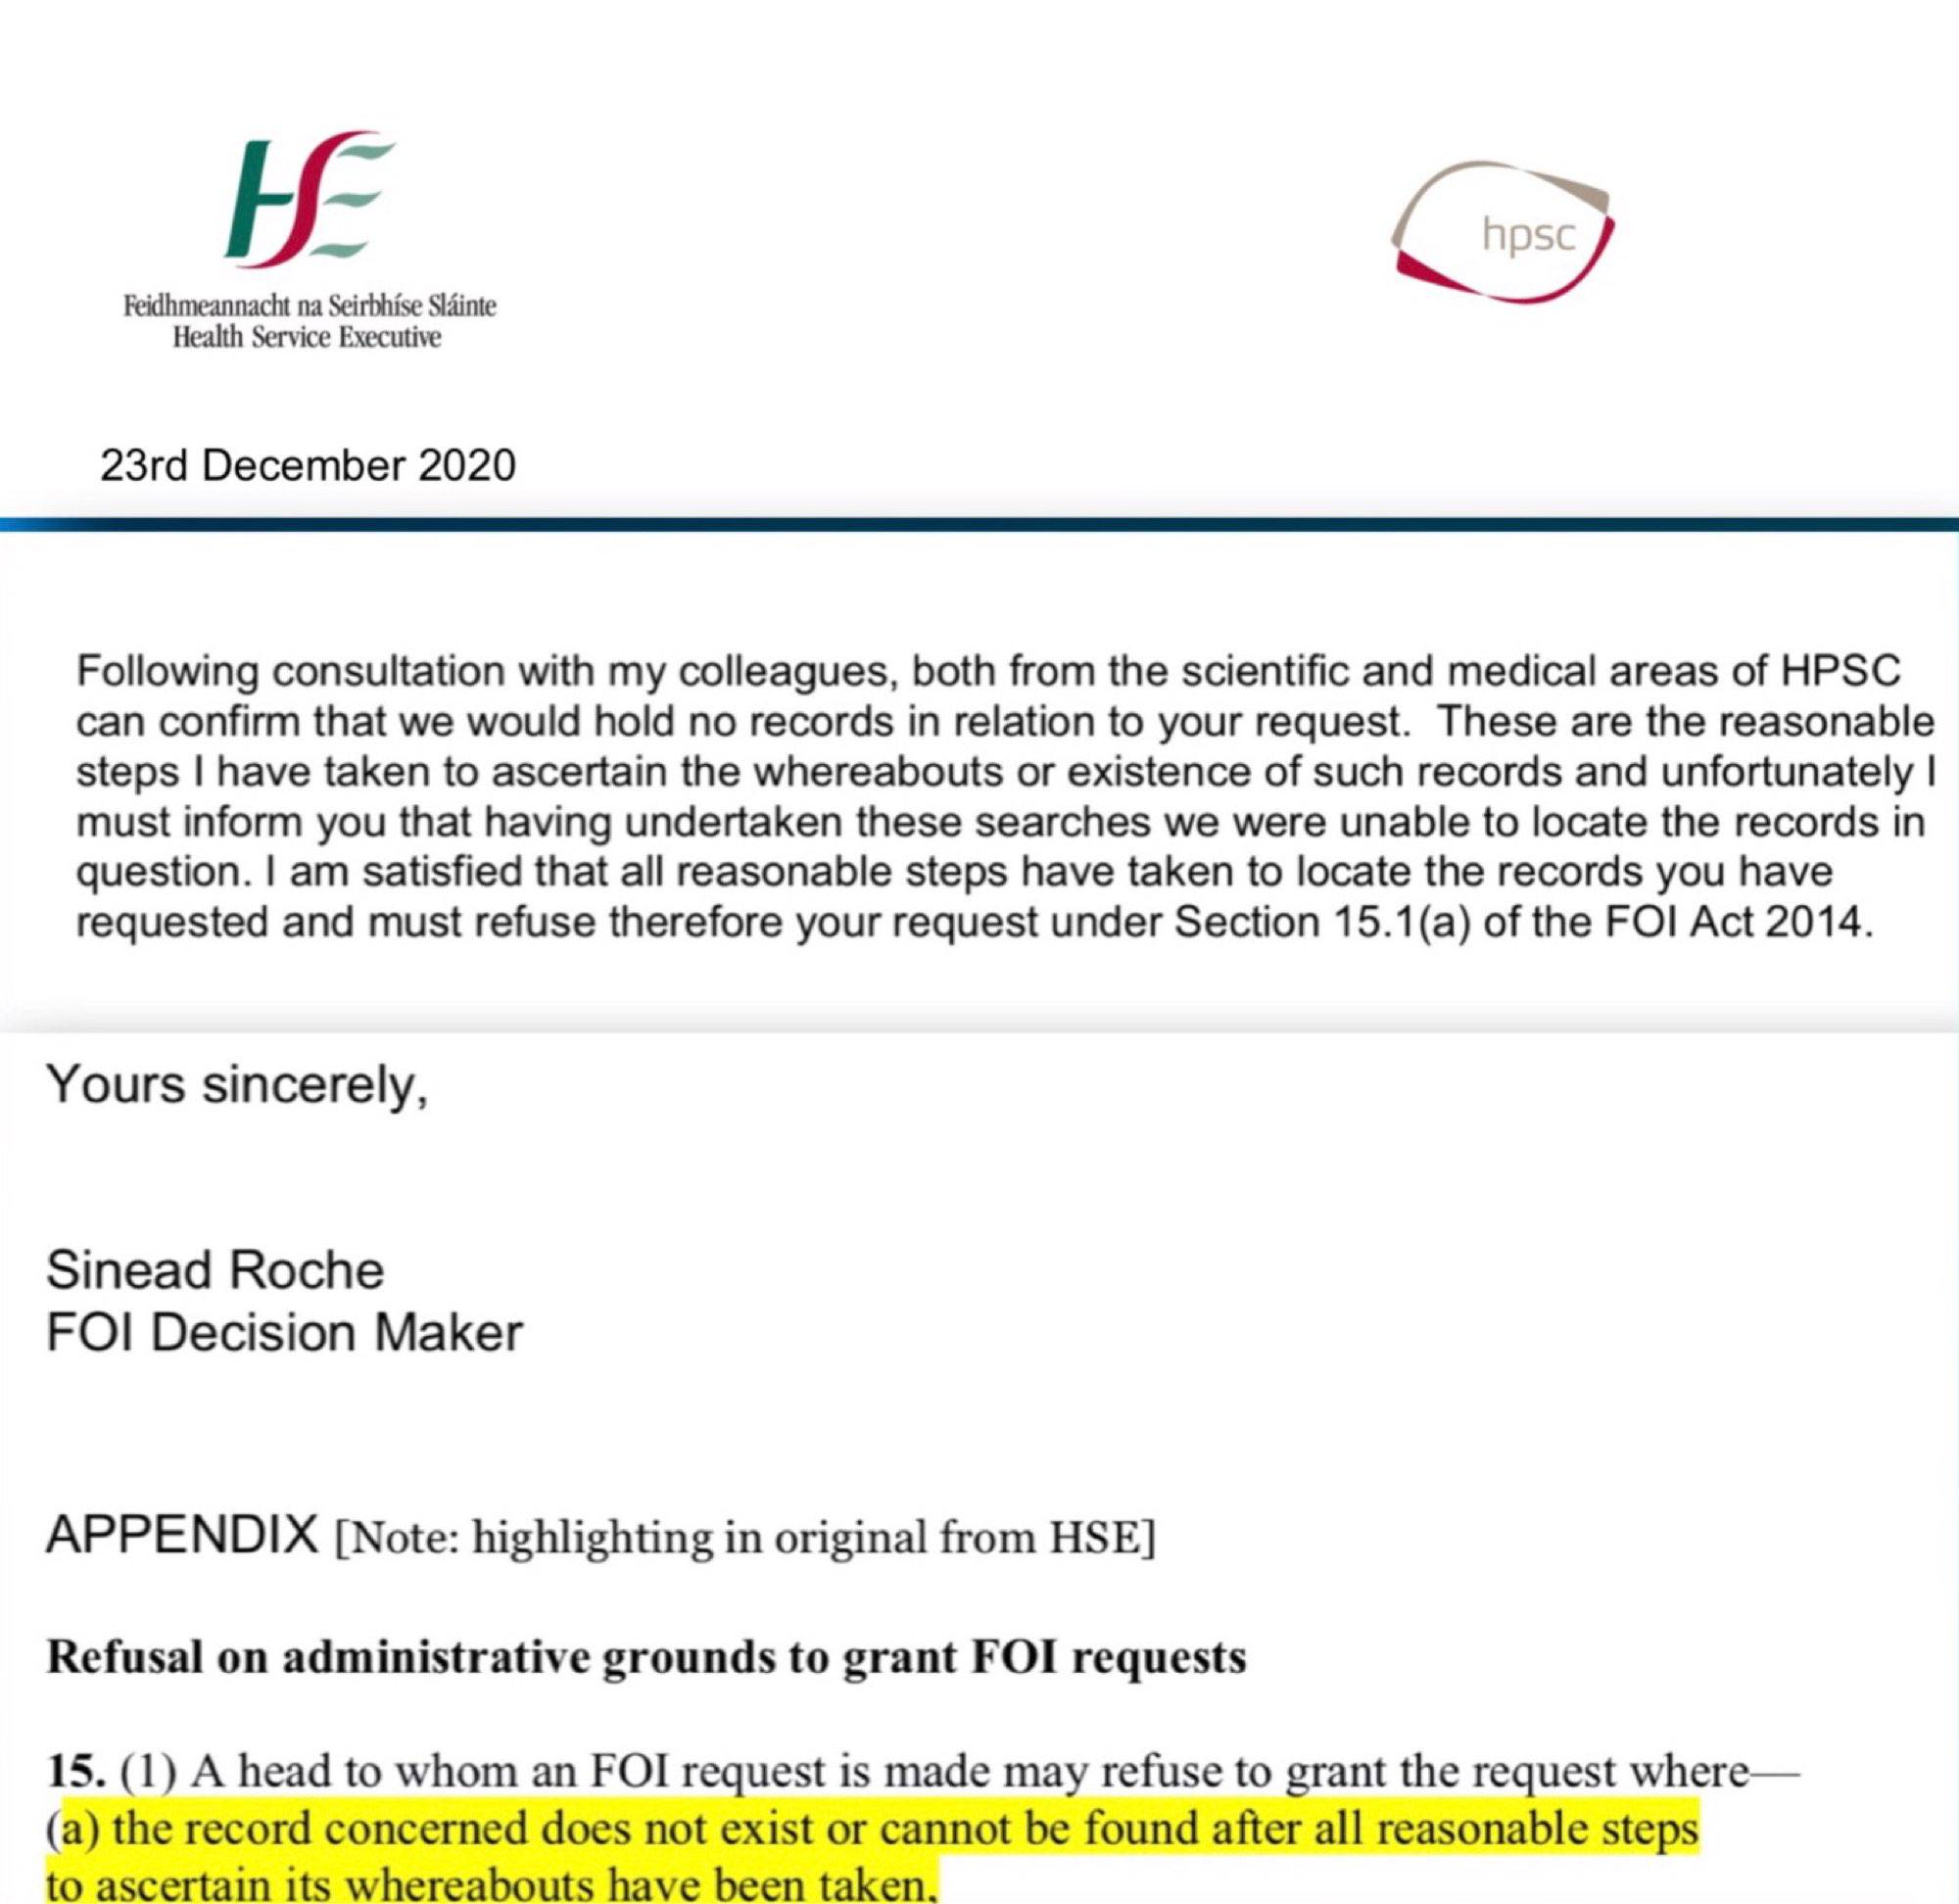 HSE
Feidhmeannacht na Seirbhíse Sláinte
Health Service Executive
hpsc
23rd December 2020
Following consultation with my colleagues, both from the scientific and medical areas of HPSC
can confirm that we would hold no records in relation to your request.  These are the reasonable
steps I have taken to ascertain the whereabouts or existence of such records and unfortunately I
must inform you that having undertaken these searches we were unable to locate the records in
question. I am satisfied that all reasonable steps have taken to locate the records you have
requested and must refuse therefore your request under Section 15.1(a) of the FOI Act 2014.
Yours sincerely,
Sinead Roche
FOI Decision Maker
APPENDIX [Note: highlighting in original from HSE]
Refusal on administrative grounds to grant FOI requests
15. (1) A head to whom an FOI request is made may refuse to grant the request where—
(a) the record concerned does not exist or cannot be found after all reasonable steps
to ascertain its whereabouts have been taken,